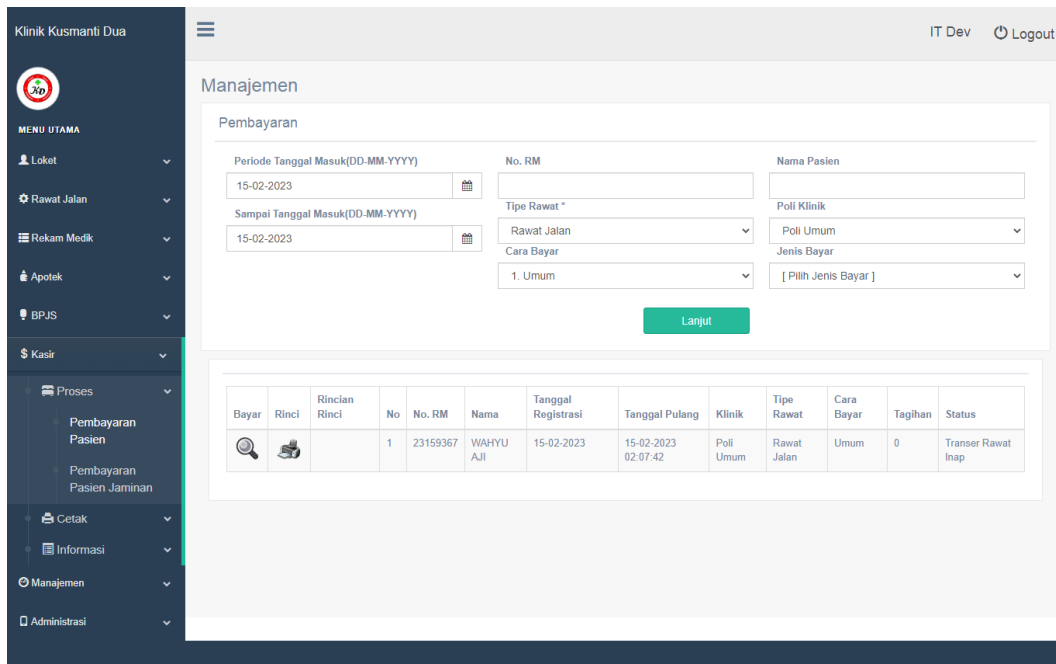 Klinik Kusmanti Dua
IT Dev
Logout
KD
MENU UTAMA
Loket
Rawat Jalan
Rekam Medik
Apotek
BPJS
$ Kasir
Proses
Pembayaran
Pasien
Pembayaran
Pasien Jaminan
Cetak
Informasi
Manajemen
Administrasi
Manajemen
Pembayaran
Periode Tanggal Masuk(DD-MM-YYYY)
15-02-2023
Sampai Tanggal Masuk(DD-MM-YYYY)
15-02-2023
No. RM
Tipe Rawat *
Rawat Jalan
Cara Bayar
1. Umum
Nama Pasien
Poli Klinik
Poli Umum
Jenis Bayar
[ Pilih Jenis Bayar ]
Lanjut
Bayar Rinci Rincian Rinci No No. RM Nama Tanggal Registrasi Tanggal Pulang Klinik Tipe Rawat Cara Bayar Tagihan Status
1 23159367 WAHYU AJI 15-02-2023 15-02-2023 02:07:42 Poli Umum Rawat Jalan Umum 0 Transer Rawat Inap